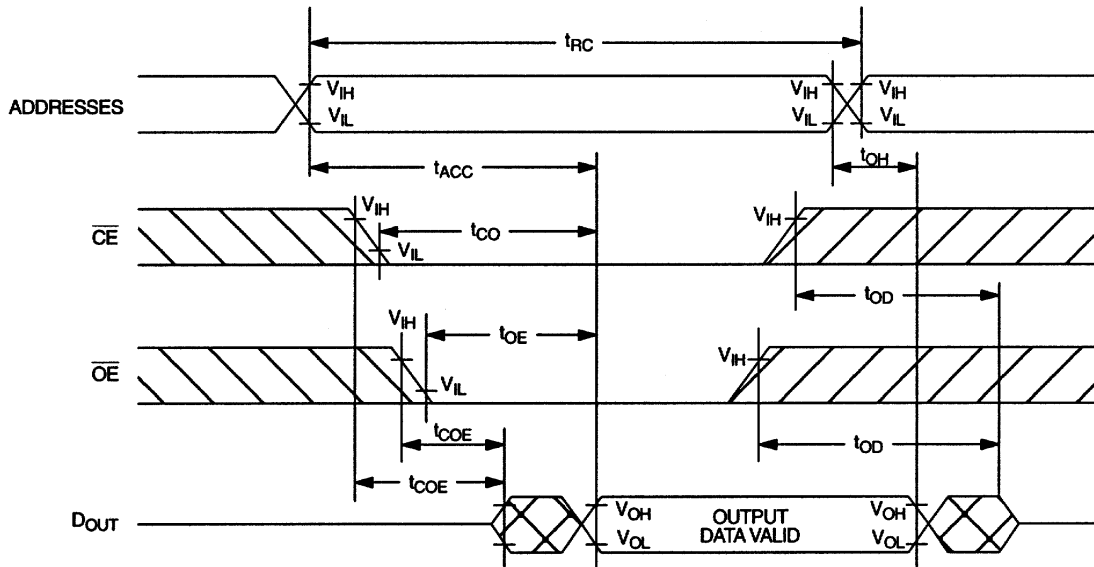 tRC
ADDRESSES
VIH
VIL
VIH
VIL
VIH
VIL
tACC
tOH
CE
VIH
VIL
tCO
VIH
tOD
OE
VIH
VIL
tOE
VIH
tCOE
tOD
tCOE
DOUT
VOH
VOL
OUTPUT
DATA VALID
VOH
VOL